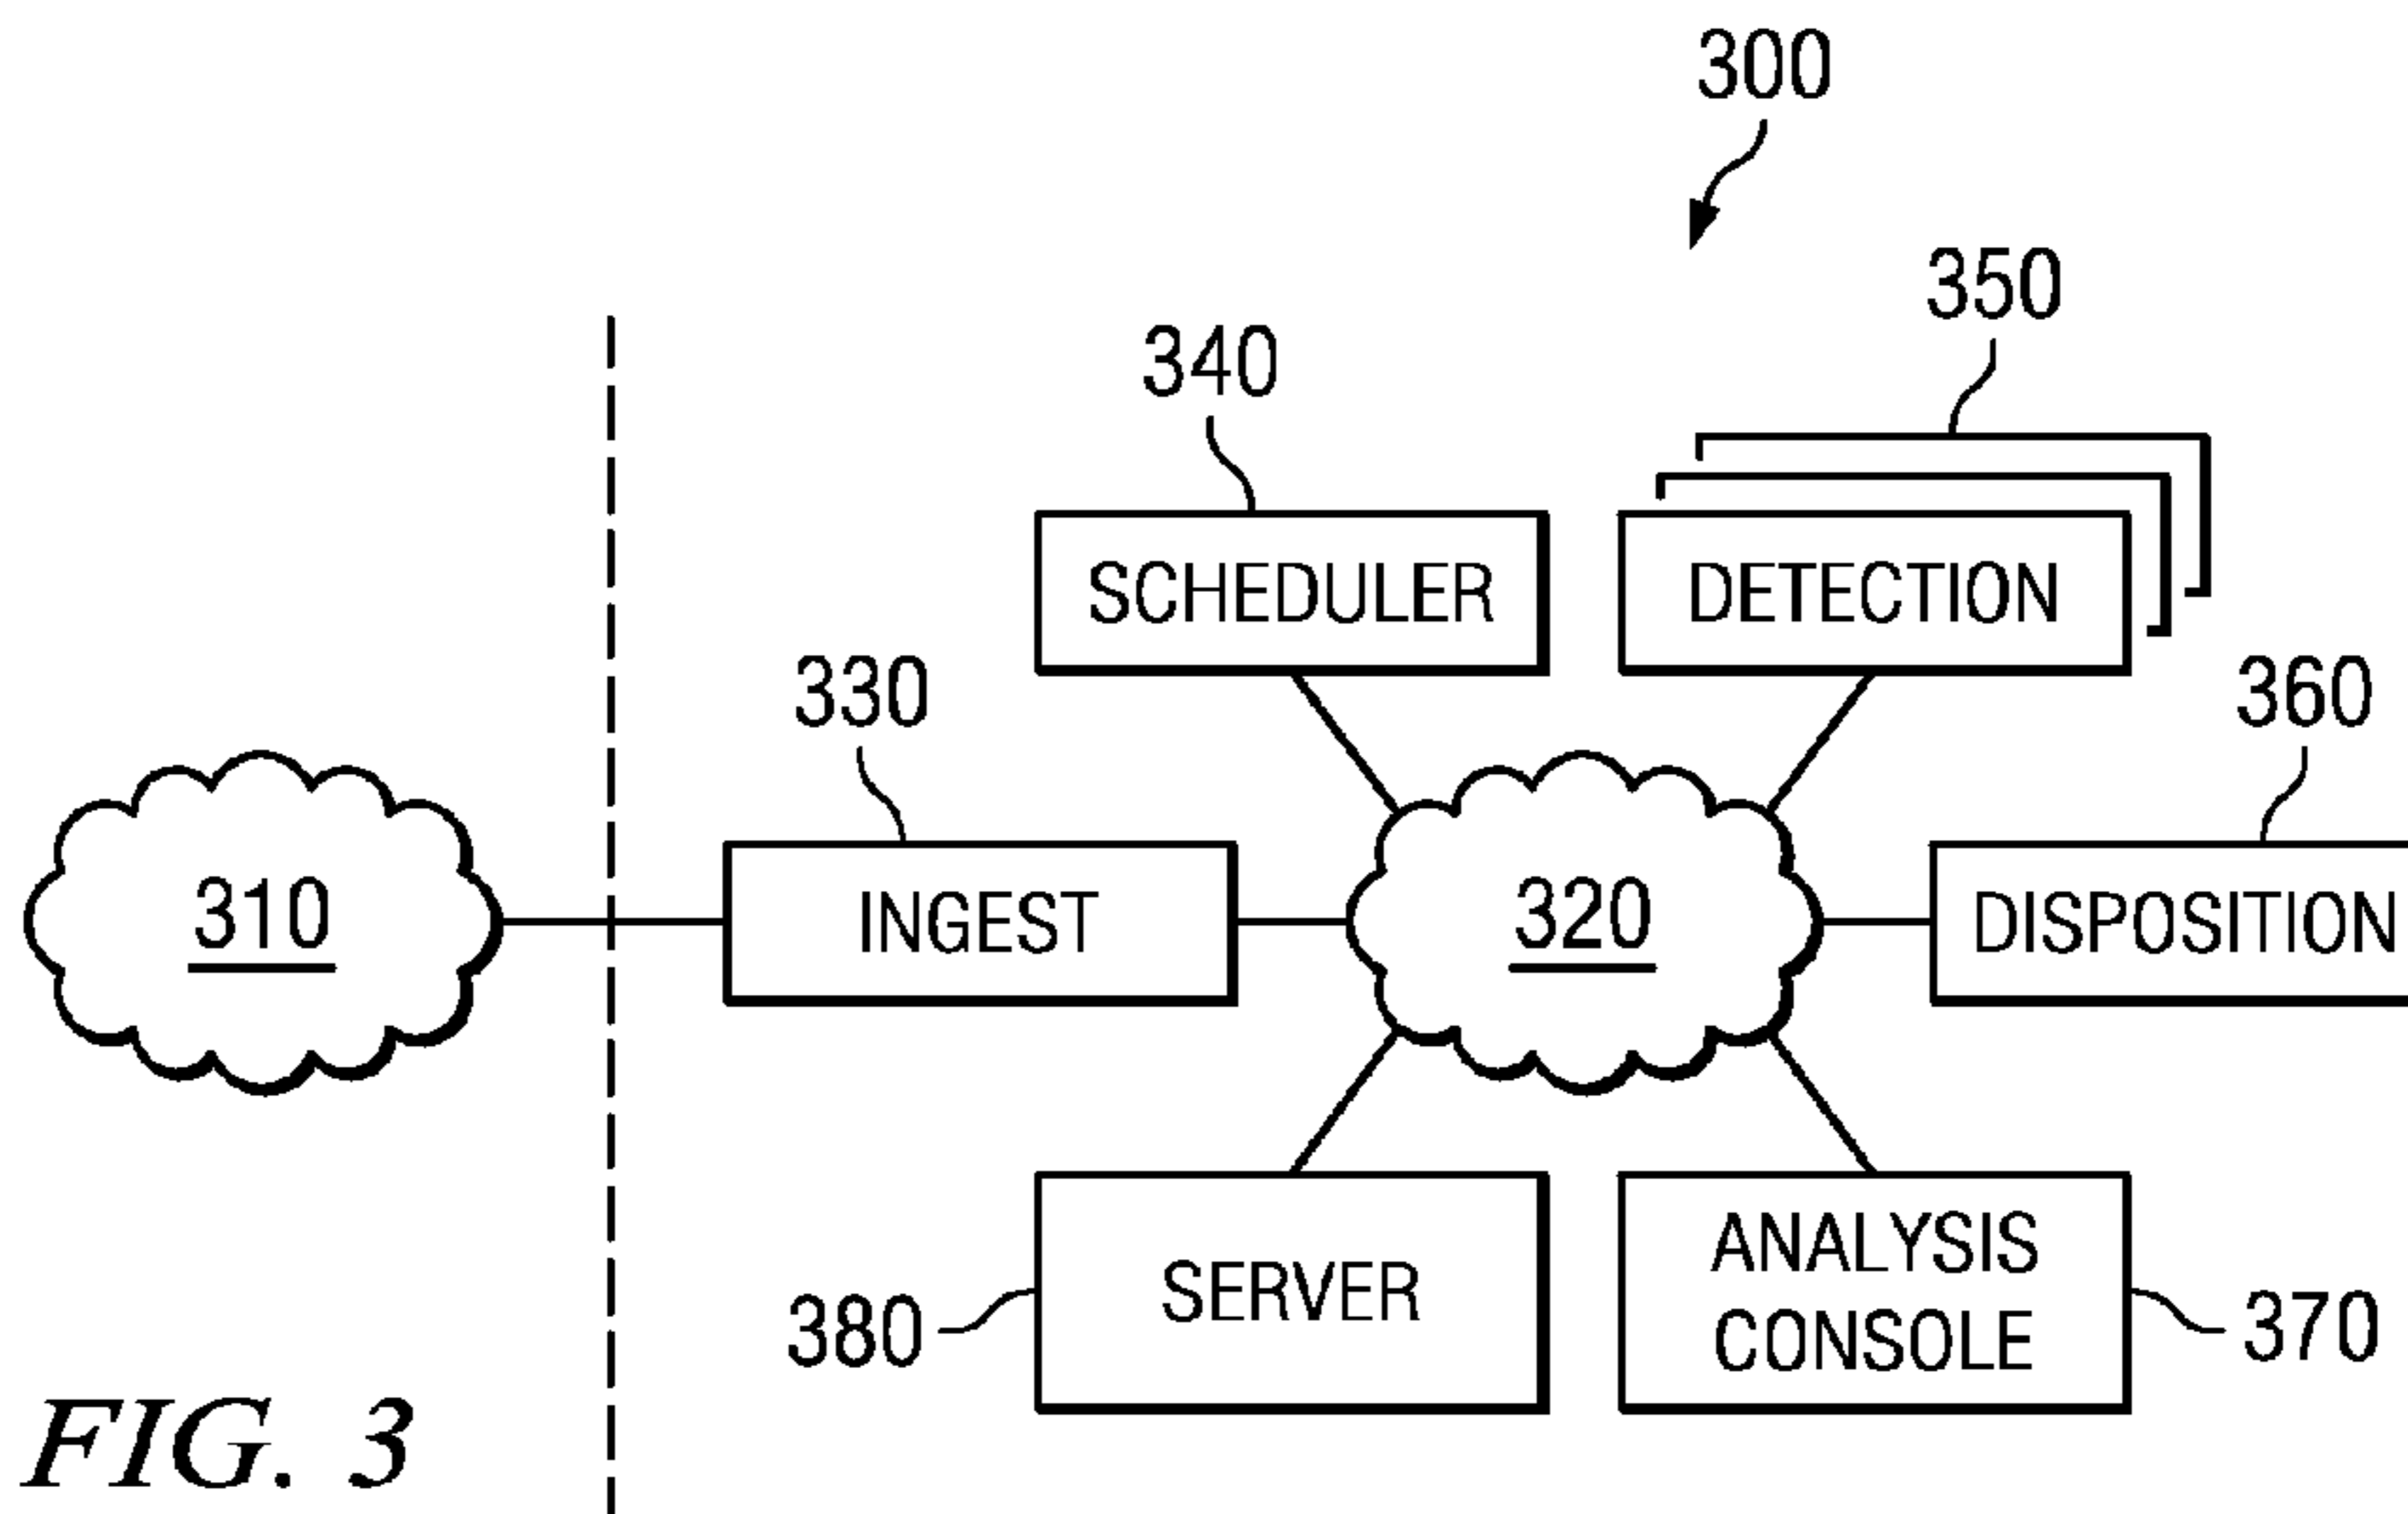 300
350
340
SCHEDULER
DETECTION
330
360
310
INGEST
320
DISPOSITION
380
SERVER
ANALYSIS
CONSOLE
370
FIG. 3